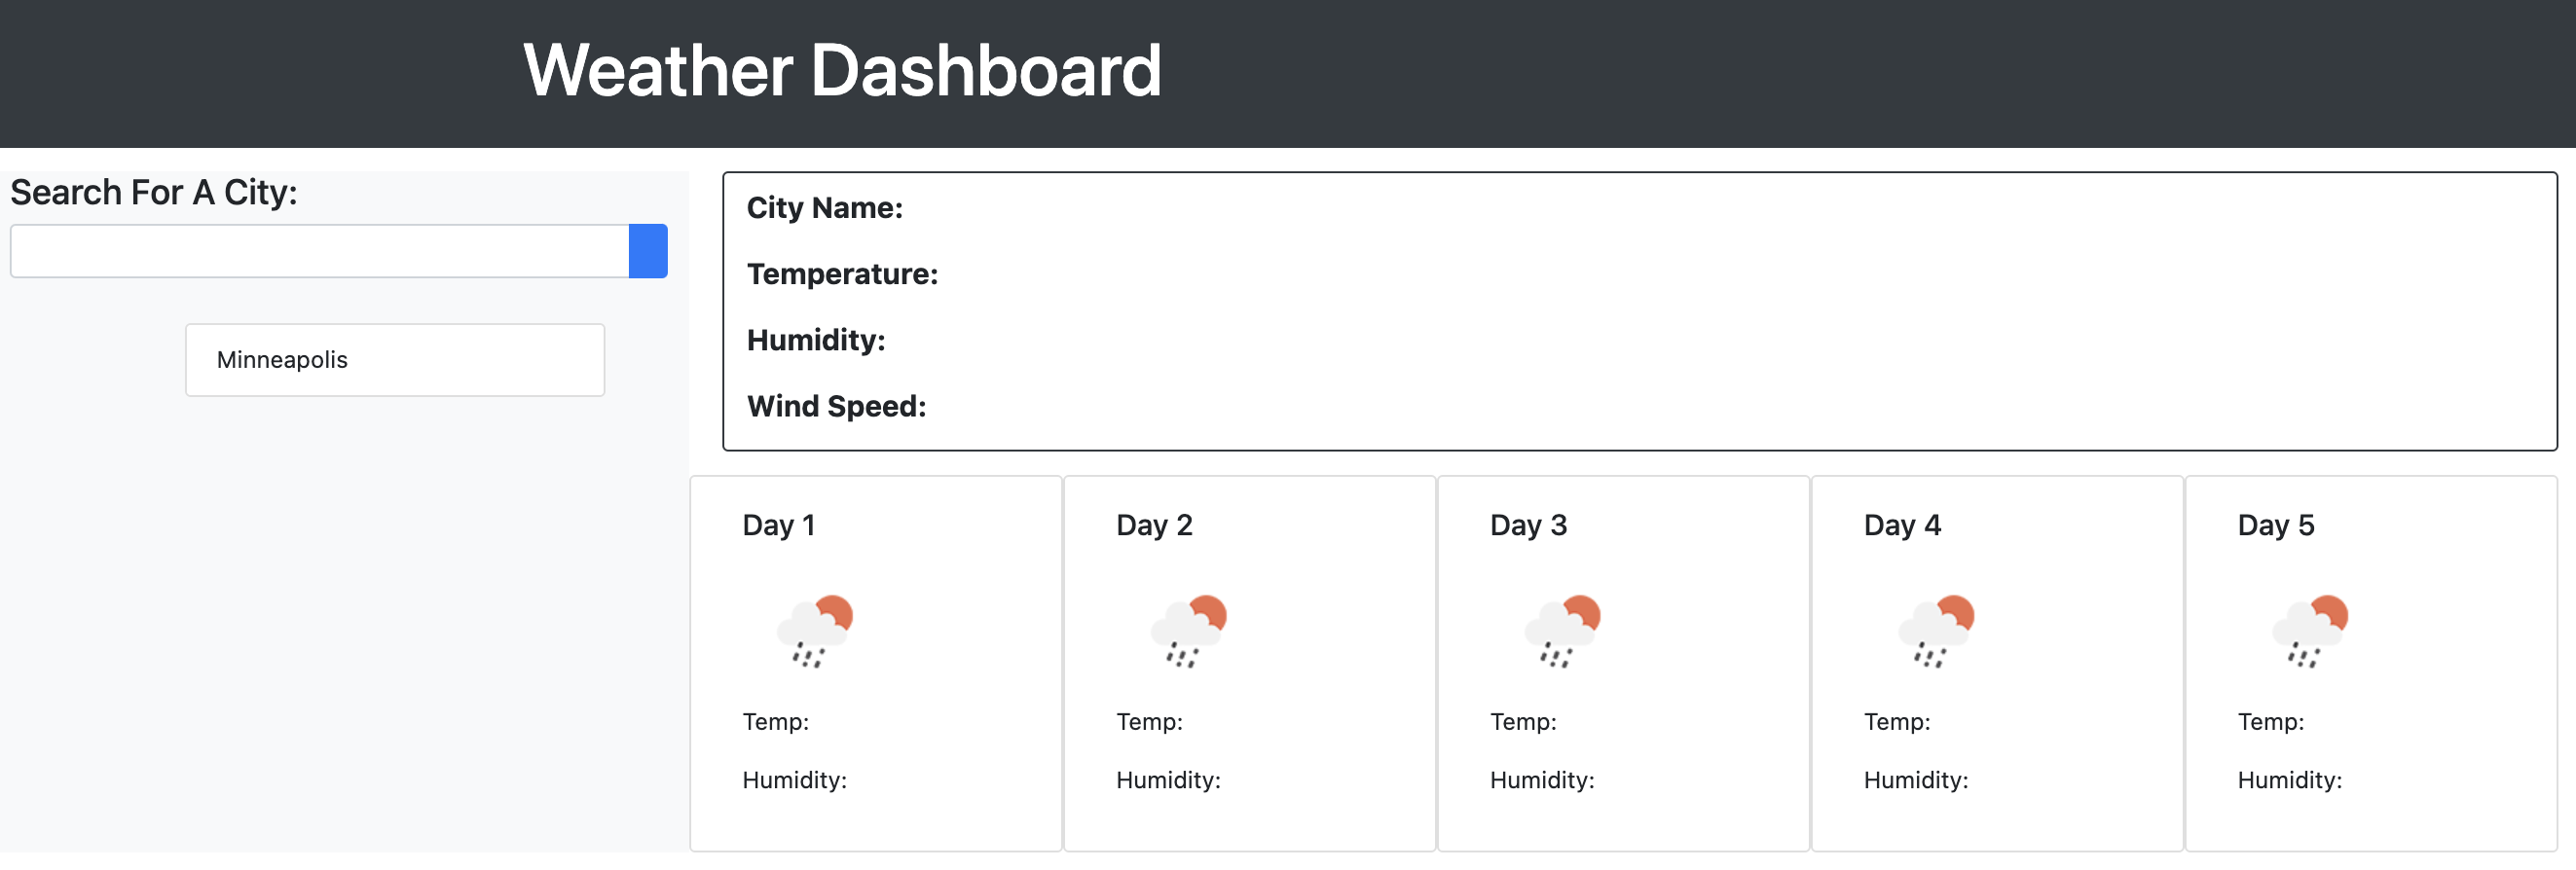 Weather Dashboard
Search For A City:
Minneapolis
City Name:
Temperature:
Humidity:
Wind Speed:
Day 1
Temp:
Humidity:
Day 2
Temp:
Humidity:
Day 3
Temp:
Humidity:
Day 4
Temp:
Humidity:
Day 5
Temp:
Humidity: